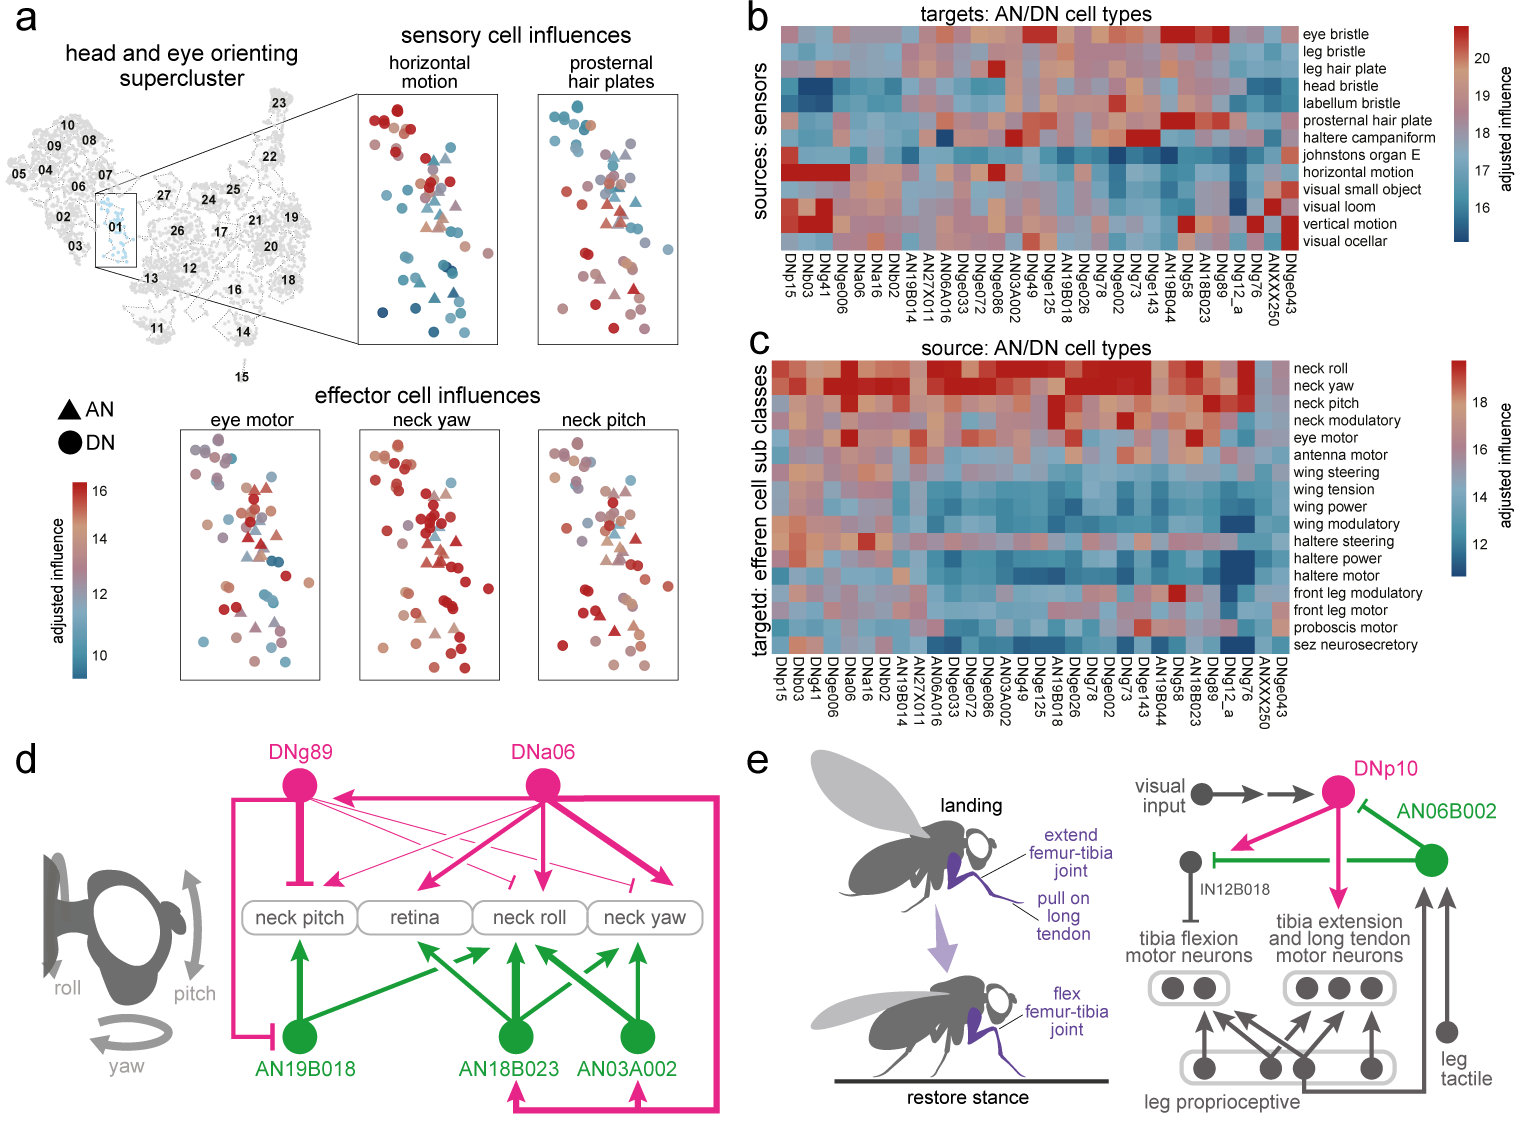 a
head and eye orienting
supercluster
sensory cell influences
horizontal
motion
prosternal
hair plates
23
10
09
08
22
05
04
07
06
27
25
24
02
01
21
19
26
17
03
20
12
13
18
16
11
14
15
AN
DN
effector cell influences
eye motor
neck yaw
neck pitch
adjusted influence
16
14
12
10
b
targets: AN/DN cell types
sources: sensors
eye bristle
leg bristle
leg hair plate
head bristle
labellum bristle
prosternal hair plate
haltere campaniform
johnstons organ E
horizontal motion
visual small object
visual loom
vertical motion
visual ocellar
20
19
18
17
16
adjusted influence
DNp15
DNb03
DNg41
DNge006
DNa06
DNa16
DNb02
AN19B014
AN27X011
AN06A016
DNge033
DNge072
DNge086
AN03A002
DNg49
DNge125
AN19B018
DNge026
DNg78
DNge002
DNg73
DNge143
AN19B044
DNg58
AN18B023
DNg89
DNg12_a
DNg76
ANXXX250
DNge043
c
source: AN/DN cell types
targetd: efferen cell sub classes
neck roll
neck yaw
neck pitch
neck modulatory
eye motor
antenna motor
wing steering
wing tension
wing power
wing modulatory
haltere steering
haltere power
haltere motor
front leg modulatory
front leg motor
proboscis motor
sez neurosecretory
18
16
14
12
adjusted influence
DNp15
DNb03
DNg41
DNge006
DNa06
DNa16
DNb02
AN19B014
AN27X011
AN06A016
DNge033
DNge072
DNge086
AN03A002
DNg49
DNge125
AN19B018
DNge026
DNg78
DNge002
DNg73
DNge143
AN19B044
DNg58
AN18B023
DNg89
DNg12_a
DNg76
ANXXX250
DNge043
d
DNg89
DNa06
neck pitch
retina
neck roll
neck yaw
roll
pitch
yaw
AN19B018
AN18B023
AN03A002
e
landing
extend
femur-tibia
joint
pull on
long
tendon
flex
femur-tibia
joint
restore stance
DNp10
visual
input
AN06B002
IN12B018
tibia flexion
motor neurons
tibia extension
and long tendon
motor neurons
leg
tactile
leg proprioceptive